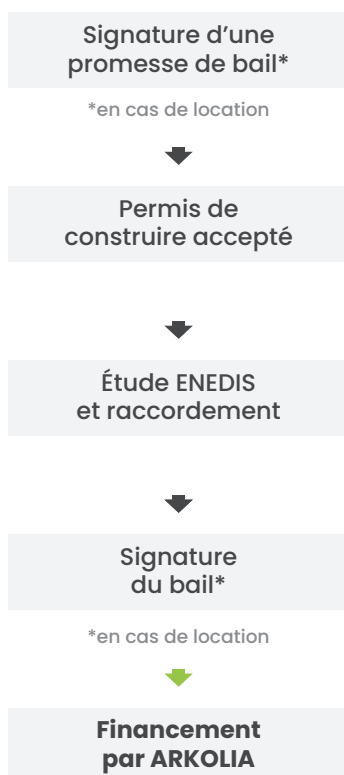 Signature d’une
promesse de bail*
*en cas de location
Permis de
construire accepté
Étude ENEDIS
et raccordement
Signature
du bail*
*en cas de location
Financement
par ARKOLIA